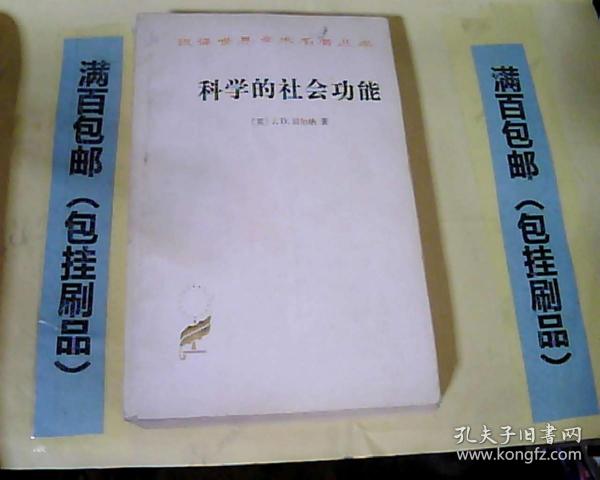 汉译世界学术名著丛书
科学的社会功能
〔英〕J.D.贝尔纳 著
满百包邮（包挂刷品）
满百包邮（包挂刷品）
孔夫子旧书网
www.kongfz.com